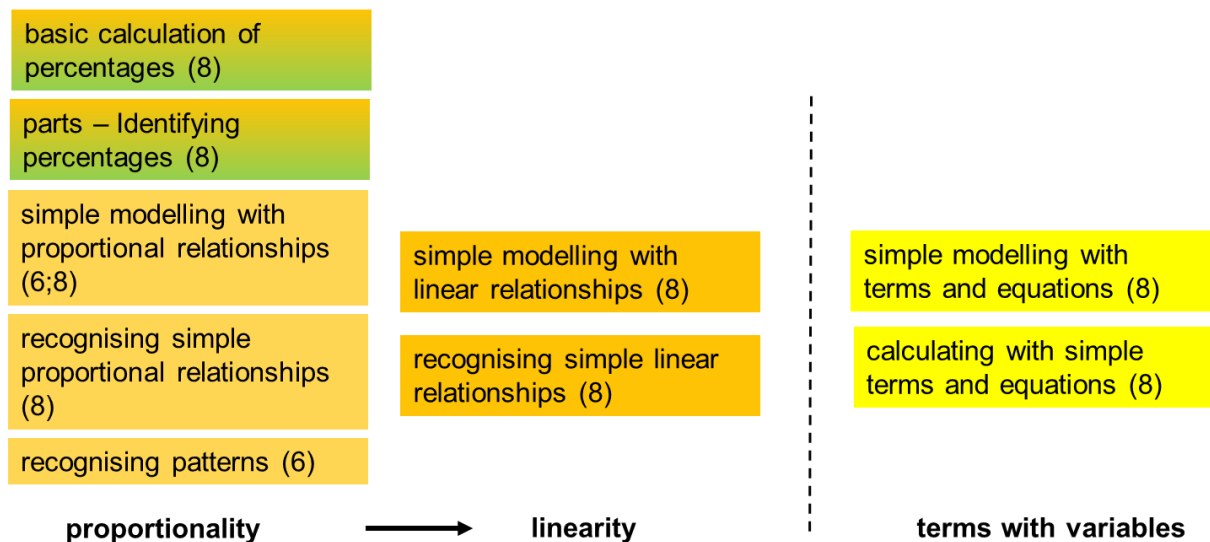 basic calculation of
percentages (8)
parts – Identifying
percentages (8)
simple modelling with
proportional relationships
(6;8)
recognising simple
proportional relationships
(8)
recognising patterns (6)
proportionality
simple modelling with
linear relationships (8)
recognising simple linear
relationships (8)
linearity
simple modelling with
terms and equations (8)
calculating with simple
terms and equations (8)
terms with variables